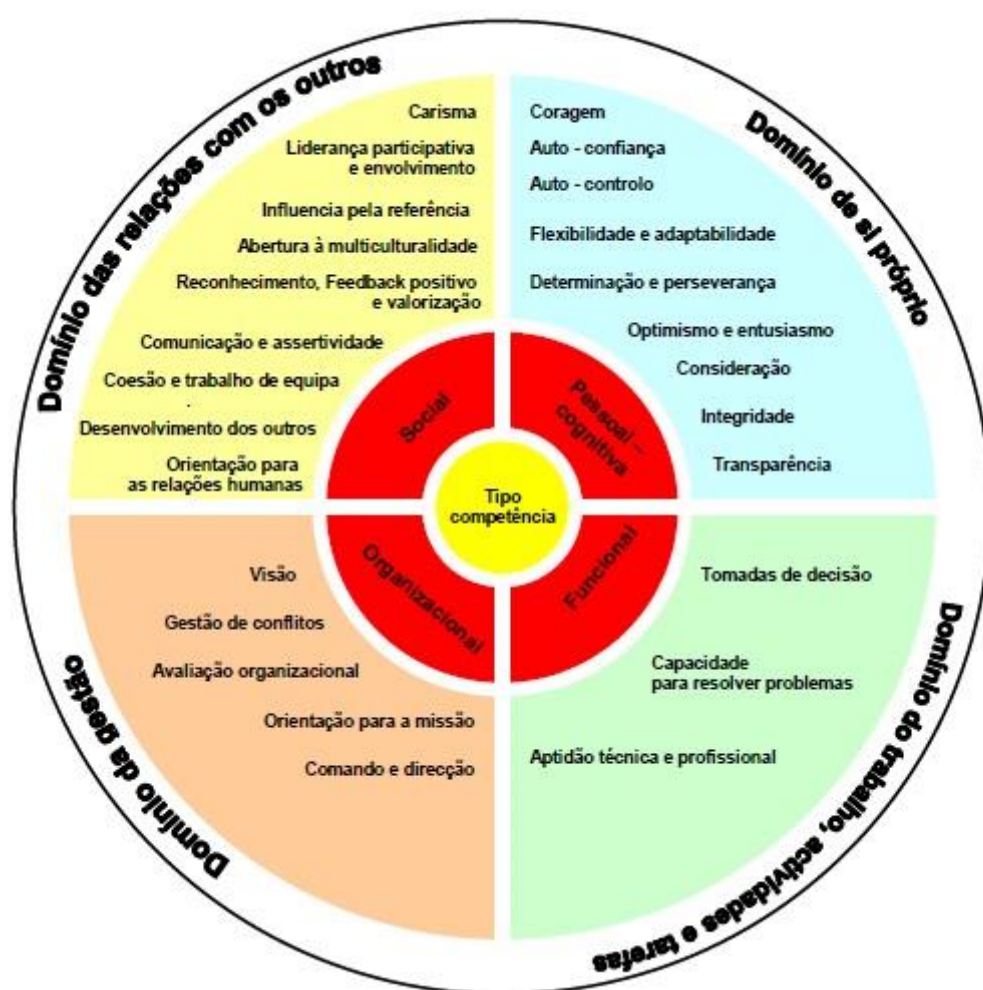 Domínio das relações com os outros
Carisma
Liderança participativa
e envolvimento
Influencia pela referência
Abertura à multiculturalidade
Reconhecimento, Feedback positivo
e valorização
Comunicação e assertividade
Coesão e trabalho de equipa
.
Desenvolvimento dos outros
Orientação para
as relações humanas
Domínio de si próprio
Coragem
Auto - confiança
Auto - controlo
Flexibilidade e adaptabilidade
Determinação e perseverança
Optimismo e entusiasmo
Consideração
Integridade
Transparência
Social
Passoal –
cognitiva
Tipo
competência
Organizacional
Funcional
Domínio da gestão
Visão
Gestão de conflitos
Avaliação organizacional
Orientação para a missão
Comando e direcção
Domínio do trabalho, actividades e tarefas
Tomadas de decisão
Capacidade
para resolver problemas
Aptidão técnica e profissional